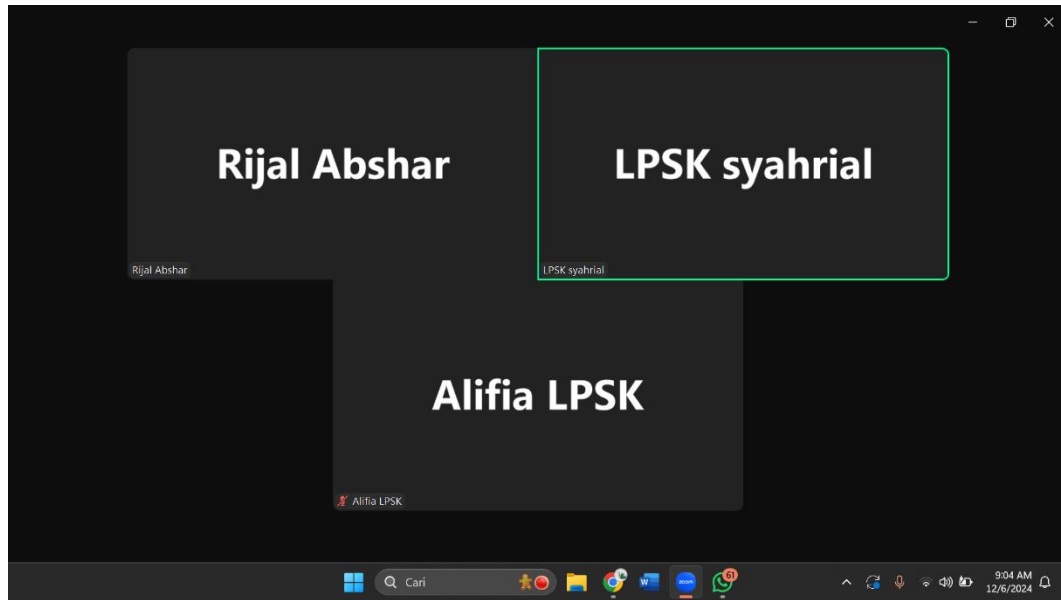 Rijal Abshar
LPSK syahrial
Rijal Abshar
LPSK syahrial
Alifia LPSK
Alifia LPSK
Cari
W
zoom
61
9:04 AM
12/6/2024